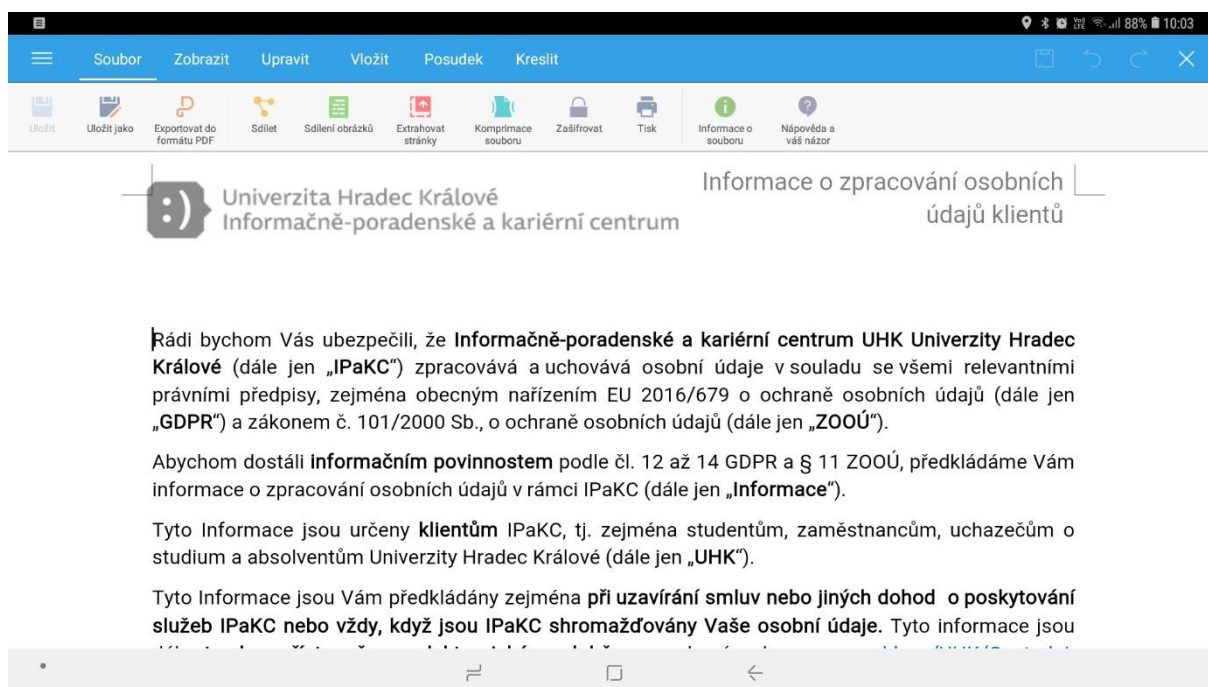 88% 10:03
Soubor Zobrazit Upravit Vložit Posudek Kreslit
Uložit Uložit jako Exportovat do formátu PDF Sdílet Sdílení obrázků Extrahovat stránky Komprimace souboru Zašifrovat Tisk Informace o souboru Nápověda a váš názor
Univerzita Hradec Králové
Informačně-poradenské a kariérní centrum
Informace o zpracování osobních
údajů klientů
Rádi bychom Vás ubezpečili, že Informačně-poradenské a kariérní centrum UHK Univerzity Hradec
Králové (dále jen „IPaKC“) zpracovává a uchovává osobní údaje v souladu se všemi relevantními
právními předpisy, zejména obecným nařízením EU 2016/679 o ochraně osobních údajů (dále jen
„GDPR“) a zákonem č. 101/2000 Sb., o ochraně osobních údajů (dále jen „ZOOÚ“).
Abychom dostáli informačním povinnostem podle čl. 12 až 14 GDPR a § 11 ZOOÚ, předkládáme Vám
informace o zpracování osobních údajů v rámci IPaKC (dále jen „Informace“).
Tyto Informace jsou určeny klientům IPaKC, tj. zejména studentům, zaměstnancům, uchazečům o
studium a absolventům Univerzity Hradec Králové (dále jen „UHK“).
Tyto Informace jsou Vám předkládány zejména při uzavírání smluv nebo jiných dohod o poskytování
služeb IPaKC nebo vždy, když jsou IPaKC shromažďovány Vaše osobní údaje. Tyto informace jsou